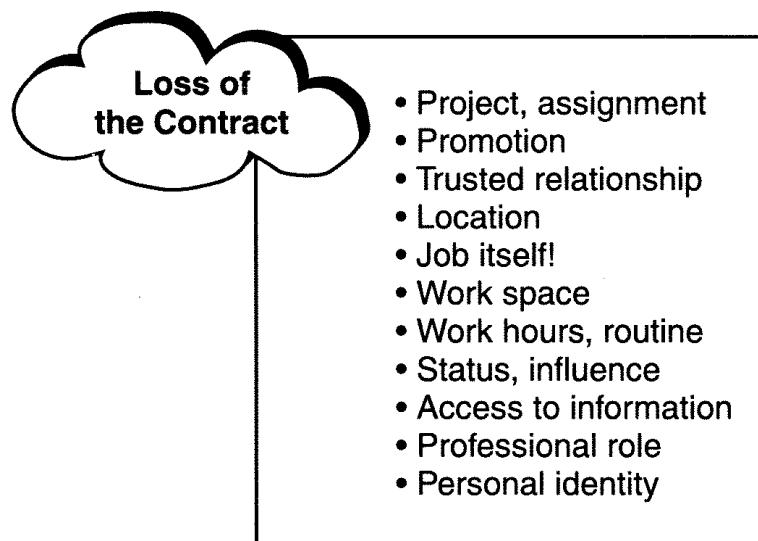 Loss of
the Contract
• Project, assignment
• Promotion
• Trusted relationship
• Location
• Job itself!
• Work space
• Work hours, routine
• Status, influence
• Access to information
• Professional role
• Personal identity